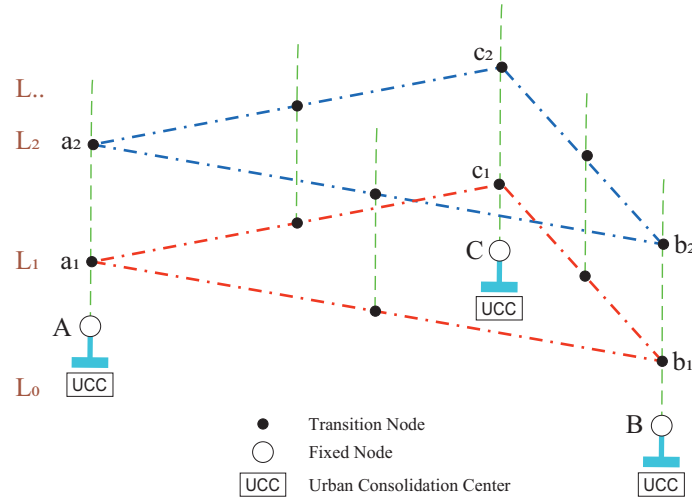 c₂
L..
L₂
a₂
c₁
b₂
L₁
a₁
C
UCC
A
b₁
UCC
L₀
B
Transition Node
Fixed Node
UCC
UCC Urban Consolidation Center